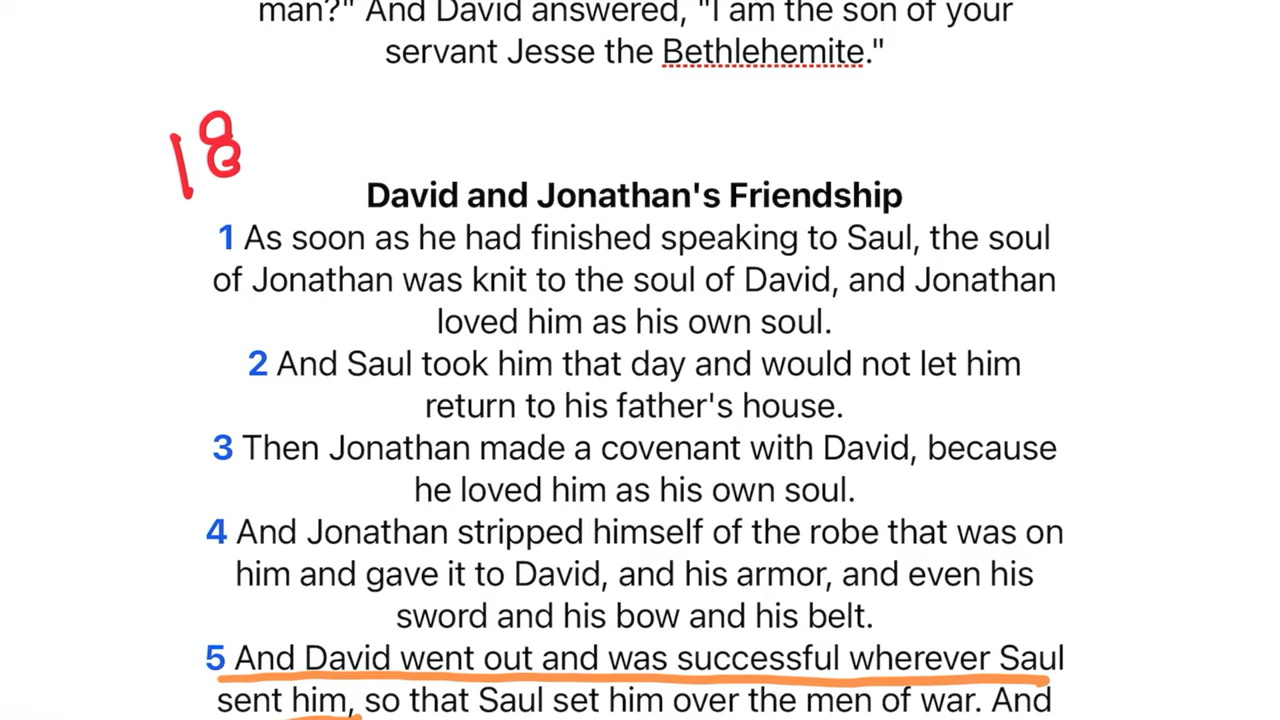 man?" And David answered, "I am the son of your
servant Jesse the Bethlehemite."
18
David and Jonathan's Friendship
1 As soon as he had finished speaking to Saul, the soul
of Jonathan was knit to the soul of David, and Jonathan
loved him as his own soul.
2 And Saul took him that day and would not let him
return to his father's house.
3 Then Jonathan made a covenant with David, because
he loved him as his own soul.
4 And Jonathan stripped himself of the robe that was on
him and gave it to David, and his armor, and even his
sword and his bow and his belt.
5 And David went out and was successful wherever Saul
sent him, so that Saul set him over the men of war. And